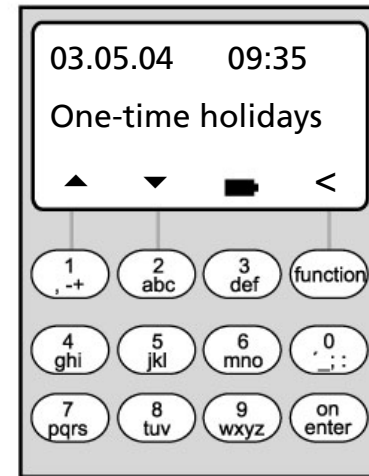 03.05.04 09:35
One-time holidays
<
1 2 3 function
, -+ abc def
4 5 6 0
ghi jkl mno ´_;:
7 8 9 on
pqrs tuv wxyz enter